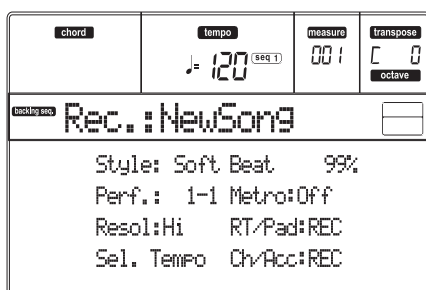 chord tempo measure transpose
♩= 120 seq 1 001 C 0
octave
backing seq. Rec.:NewSong
Style: Soft Beat 99%
Perf.: 1-1 Metro:Off
Resol:Hi RT/Pad:REC
Sel. Tempo Ch/Acc:REC